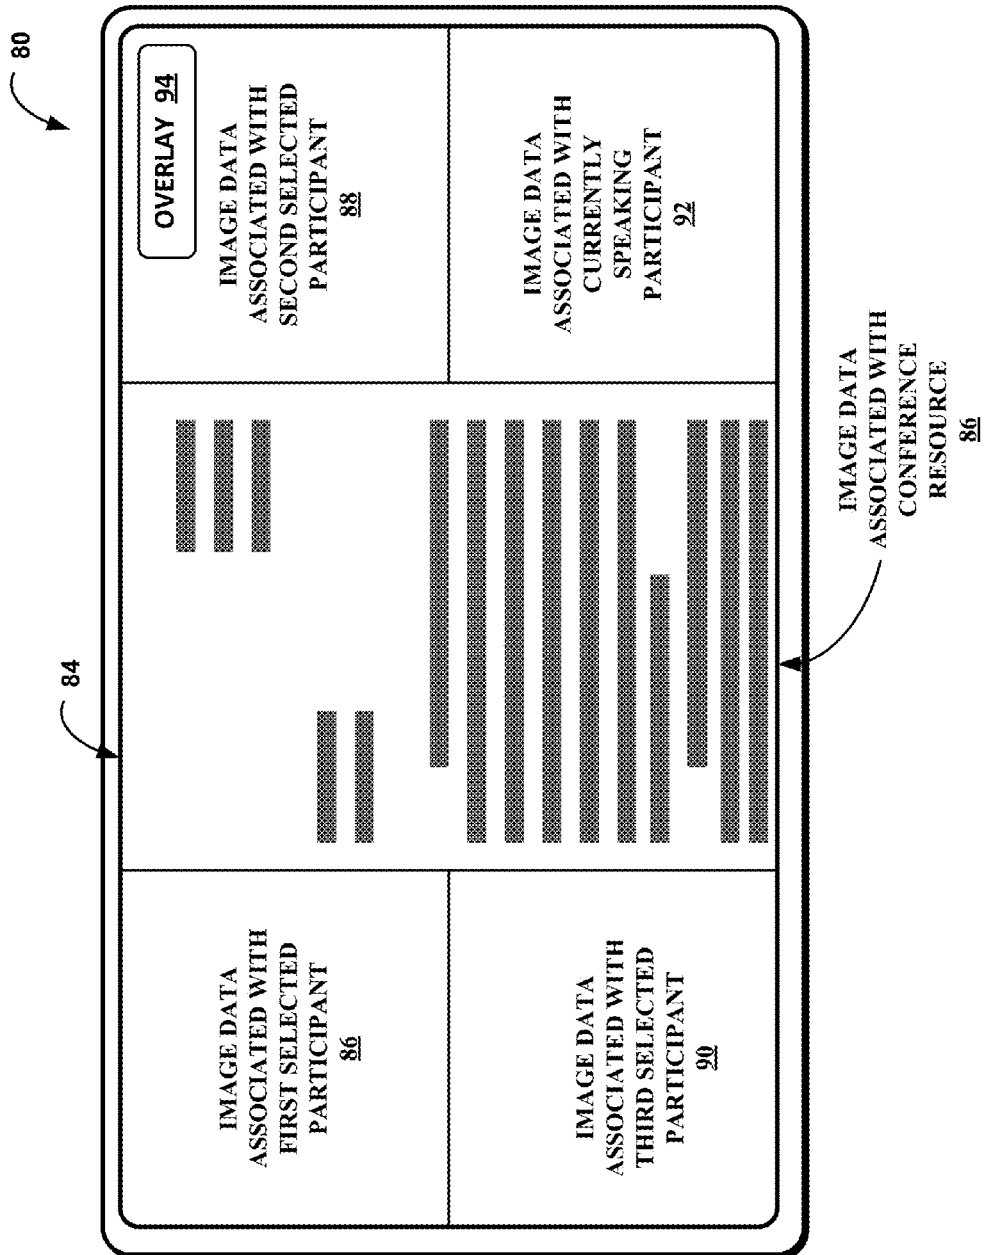 80
84
IMAGE DATA
ASSOCIATED WITH
FIRST SELECTED
PARTICIPANT
86
OVERLAY 94
IMAGE DATA
ASSOCIATED WITH
SECOND SELECTED
PARTICIPANT
88
IMAGE DATA
ASSOCIATED WITH
THIRD SELECTED
PARTICIPANT
90
IMAGE DATA
ASSOCIATED WITH
CURRENTLY
SPEAKING
PARTICIPANT
92
IMAGE DATA
ASSOCIATED WITH
CONFERENCE
RESOURCE
86